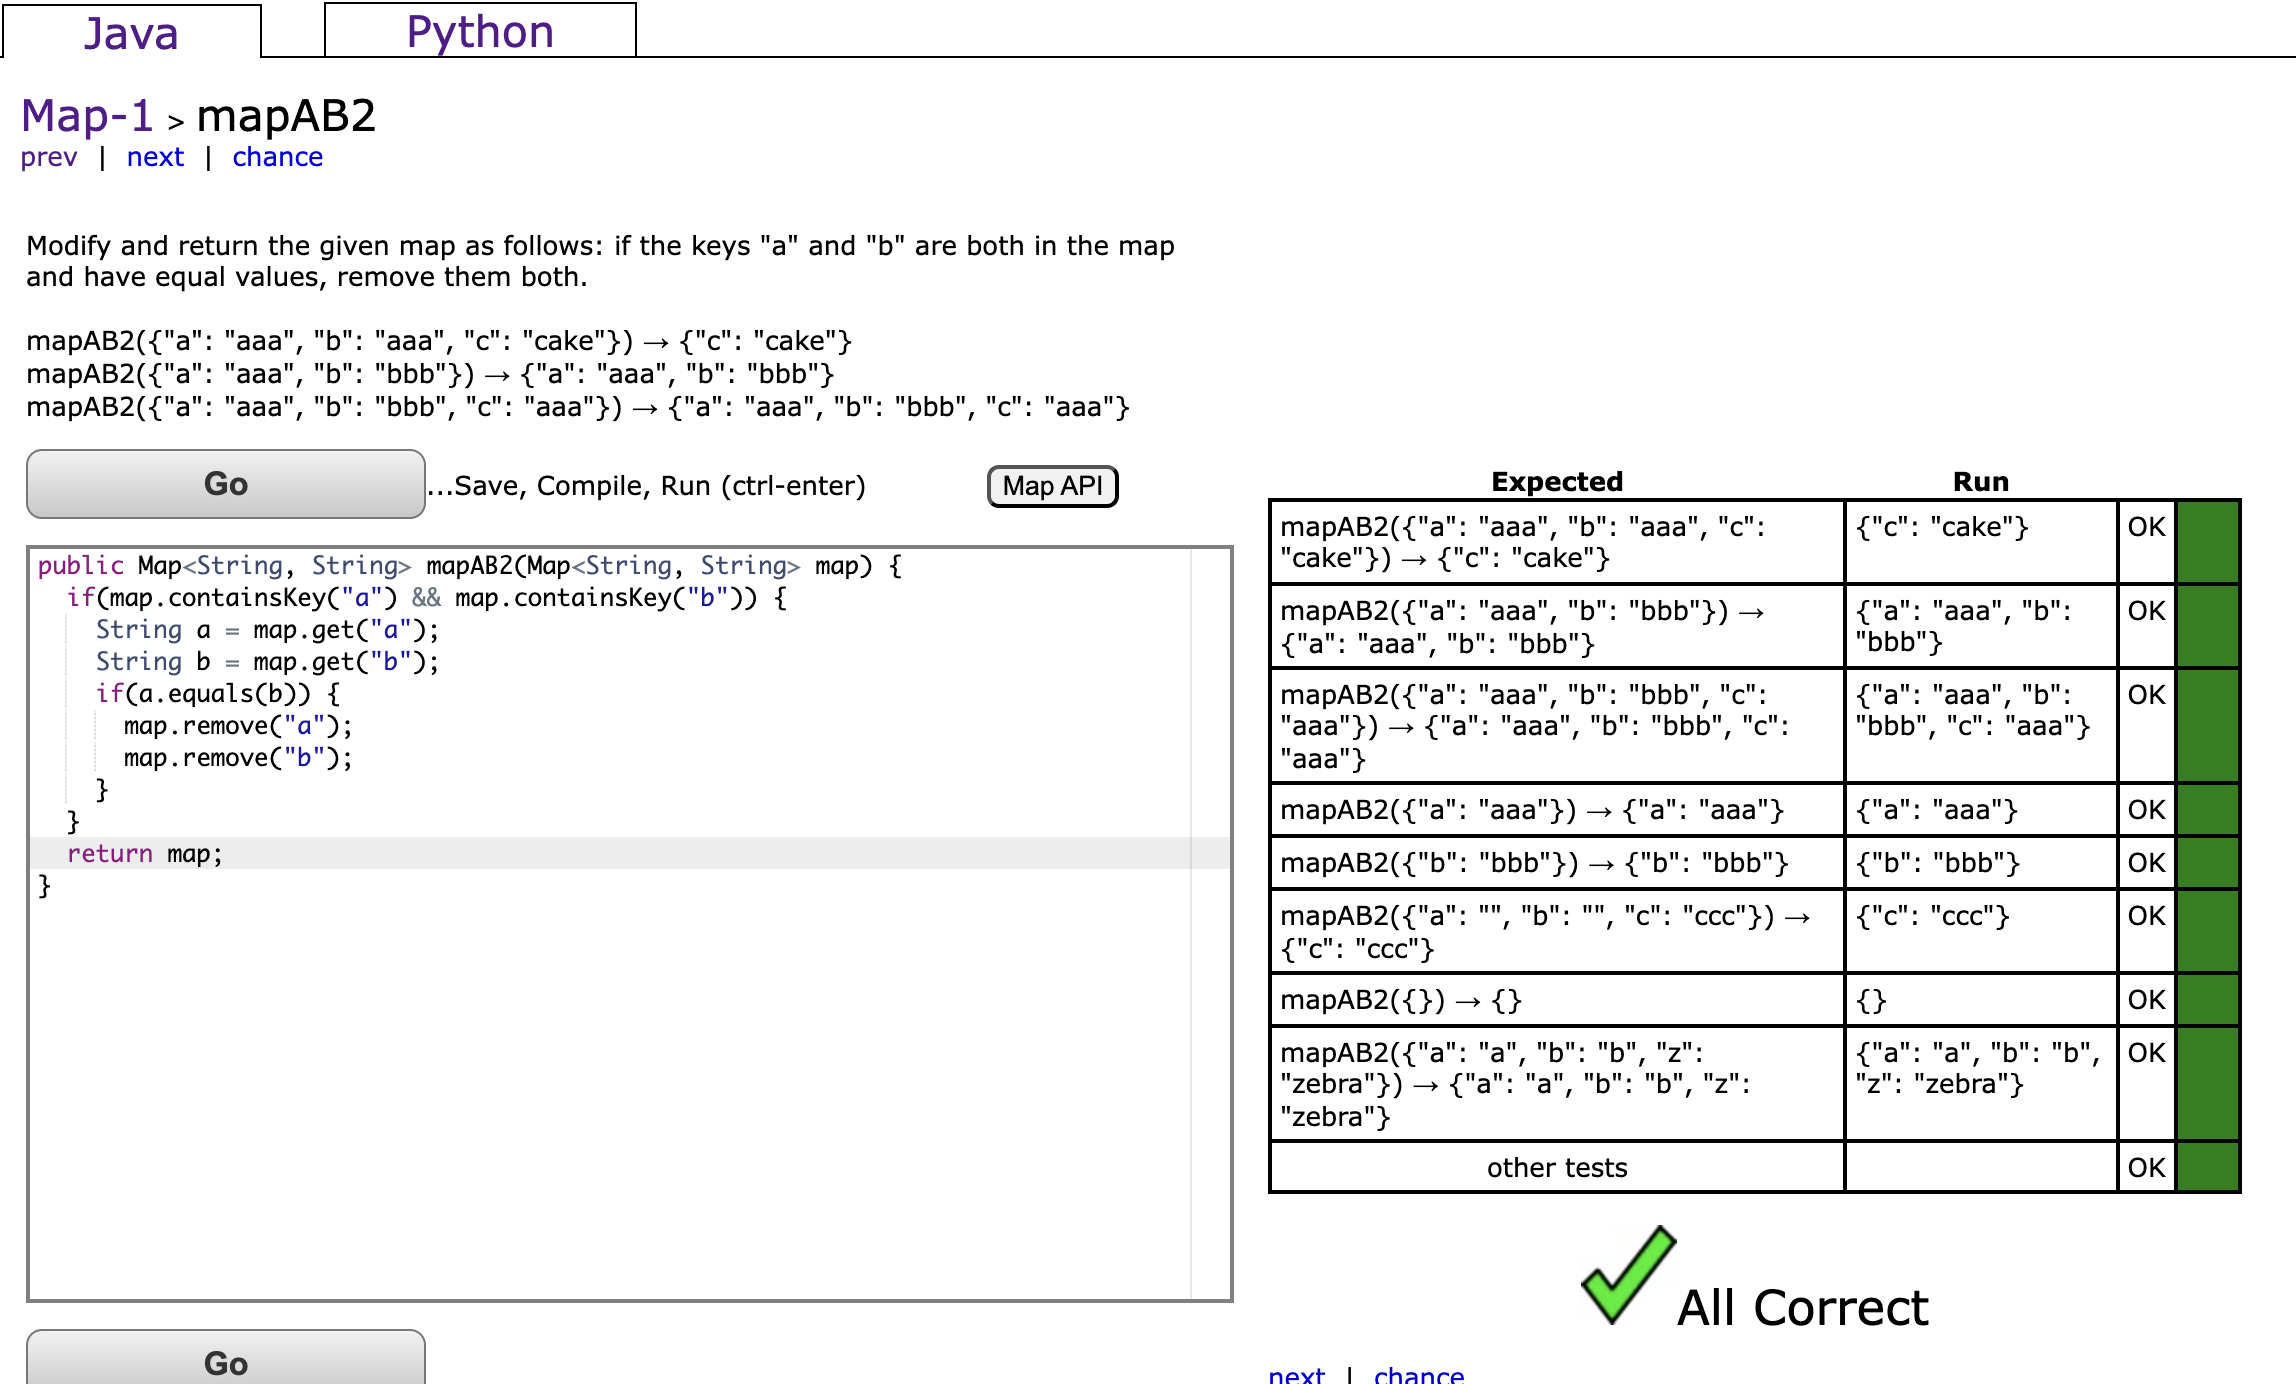 Java
Python
Map-1 > mapAB2
prev | next | chance
Modify and return the given map as follows: if the keys "a" and "b" are both in the map
and have equal values, remove them both.
mapAB2({"a": "aaa", "b": "aaa", "c": "cake"}) → {"c": "cake"}
mapAB2({"a": "aaa", "b": "bbb"}) → {"a": "aaa", "b": "bbb"}
mapAB2({"a": "aaa", "b": "bbb", "c": "aaa"}) → {"a": "aaa", "b": "bbb", "c": "aaa"}
Go
...Save, Compile, Run (ctrl-enter)
Map API
public Map<String, String> mapAB2(Map<String, String> map) {
  if(map.containsKey("a") && map.containsKey("b")) {
    String a = map.get("a");
    String b = map.get("b");
    if(a.equals(b)) {
      map.remove("a");
      map.remove("b");
    }
  }
  return map;
}
Go
Expected
Run
mapAB2({"a": "aaa", "b": "aaa", "c":
"cake"}) → {"c": "cake"}
{"c": "cake"}
OK
mapAB2({"a": "aaa", "b": "bbb"}) →
{"a": "aaa", "b": "bbb"}
{"a": "aaa", "b":
"bbb"}
OK
mapAB2({"a": "aaa", "b": "bbb", "c":
"aaa"}) → {"a": "aaa", "b": "bbb", "c":
"aaa"}
{"a": "aaa", "b":
"bbb", "c": "aaa"}
OK
mapAB2({"a": "aaa"}) → {"a": "aaa"}
{"a": "aaa"}
OK
mapAB2({"b": "bbb"}) → {"b": "bbb"}
{"b": "bbb"}
OK
mapAB2({"a": "", "b": "", "c": "ccc"}) →
{"c": "ccc"}
{"c": "ccc"}
OK
mapAB2({}) → {}
{}
OK
mapAB2({"a": "a", "b": "b", "z":
"zebra"}) → {"a": "a", "b": "b", "z":
"zebra"}
{"a": "a", "b": "b",
"z": "zebra"}
OK
other tests
OK
All Correct
next | chance